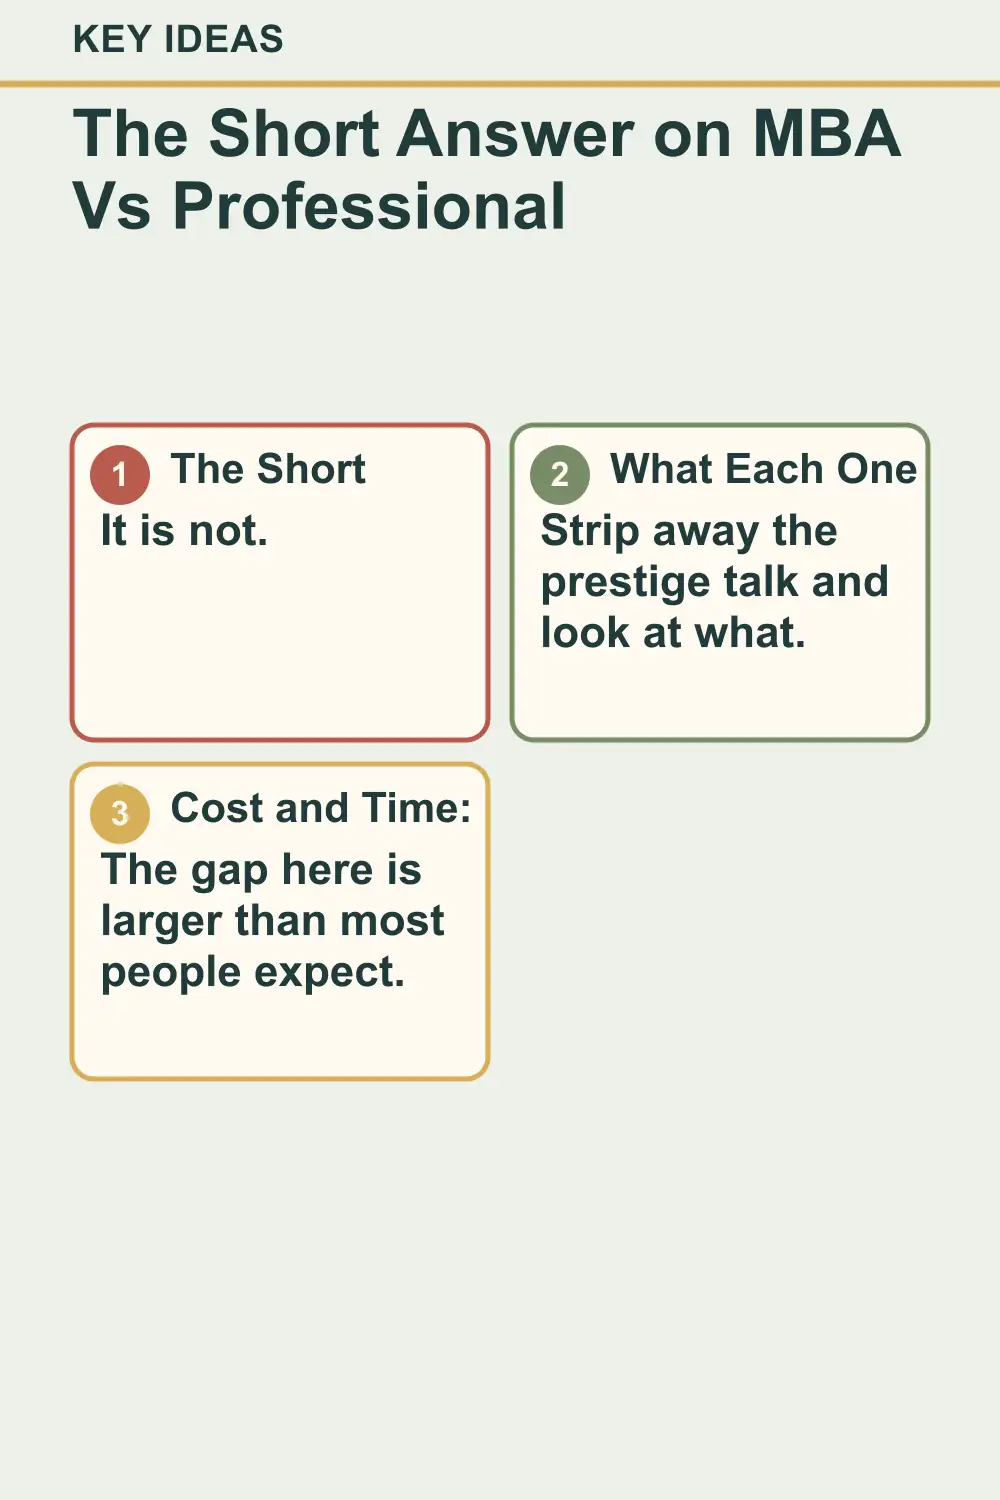 KEY IDEAS
The Short Answer on MBA
Vs Professional
1 The Short
It is not.
2 What Each One
Strip away the
prestige talk and
look at what.
3 Cost and Time:
The gap here is
larger than most
people expect.